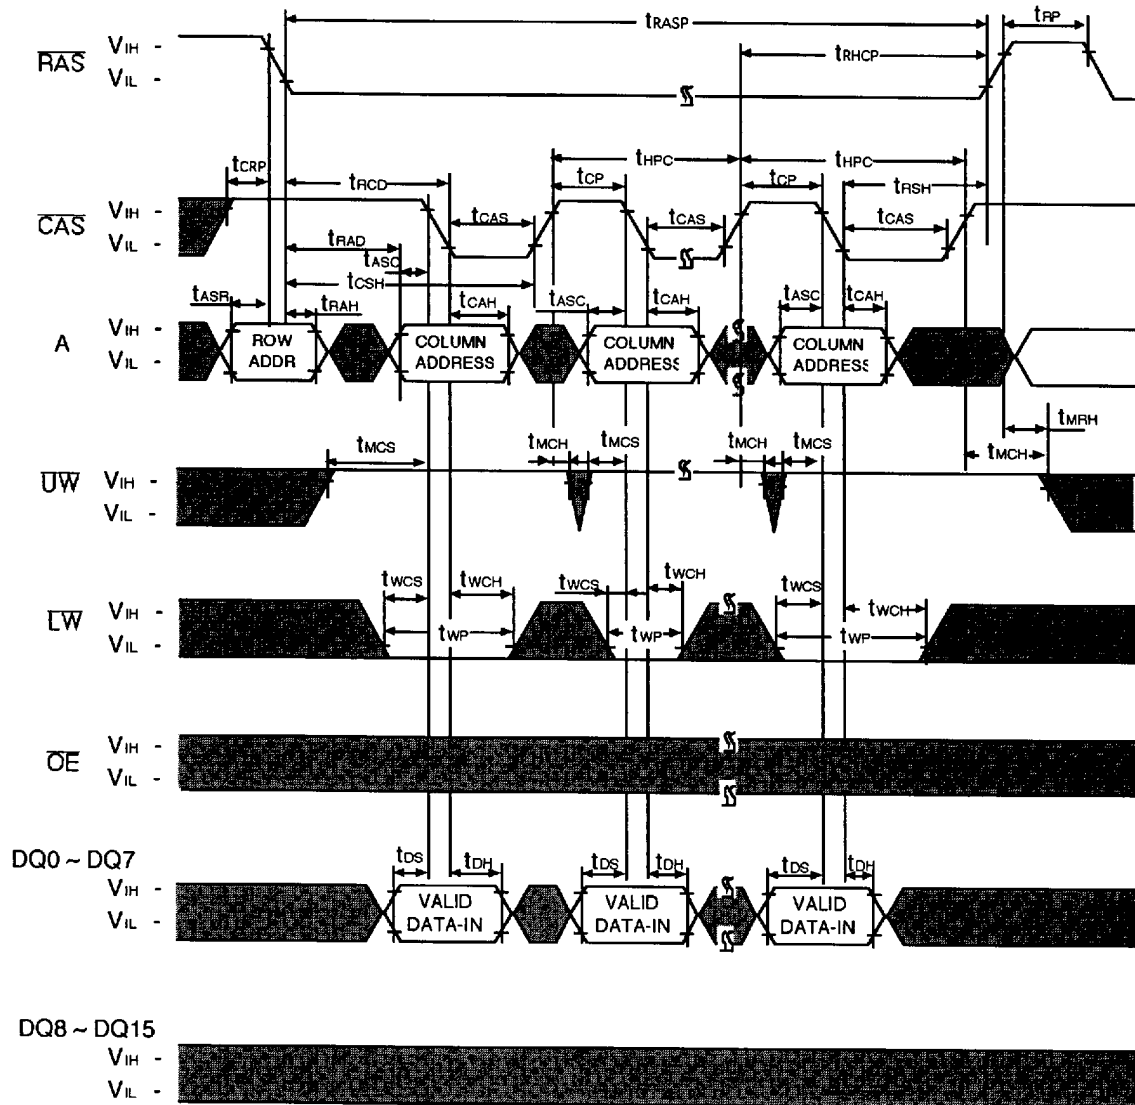 tRASP
tRP
RAS
VIH -
VIL -
tRHCP
tCRP
tRCD
tHPC
tHPC
tCP
tCP
tRSH
CAS
VIH -
VIL -
tCAS
tCAS
tCAS
tRAD
tASC
tCSH
tASR
tRAH
tCAH
tASC
tCAH
tASC
tCAH
A
VIH -
VIL -
ROW ADDR
COLUMN ADDRESS
COLUMN ADDRESS
COLUMN ADDRESS
tMRH
tMCS
tMCH
tMCS
tMCH
tMCS
tMCH
UW
VIH -
VIL -
tWCS
tWCH
tWCS
tWCH
tWCS
tWCH
LW
VIH -
VIL -
tWP
tWP
tWP
OE
VIH -
VIL -
DQ0 ~ DQ7
VIH -
VIL -
tDS
tDH
tDS
tDH
tDS
tDH
VALID DATA-IN
VALID DATA-IN
VALID DATA-IN
DQ8 ~ DQ15
VIH -
VIL -